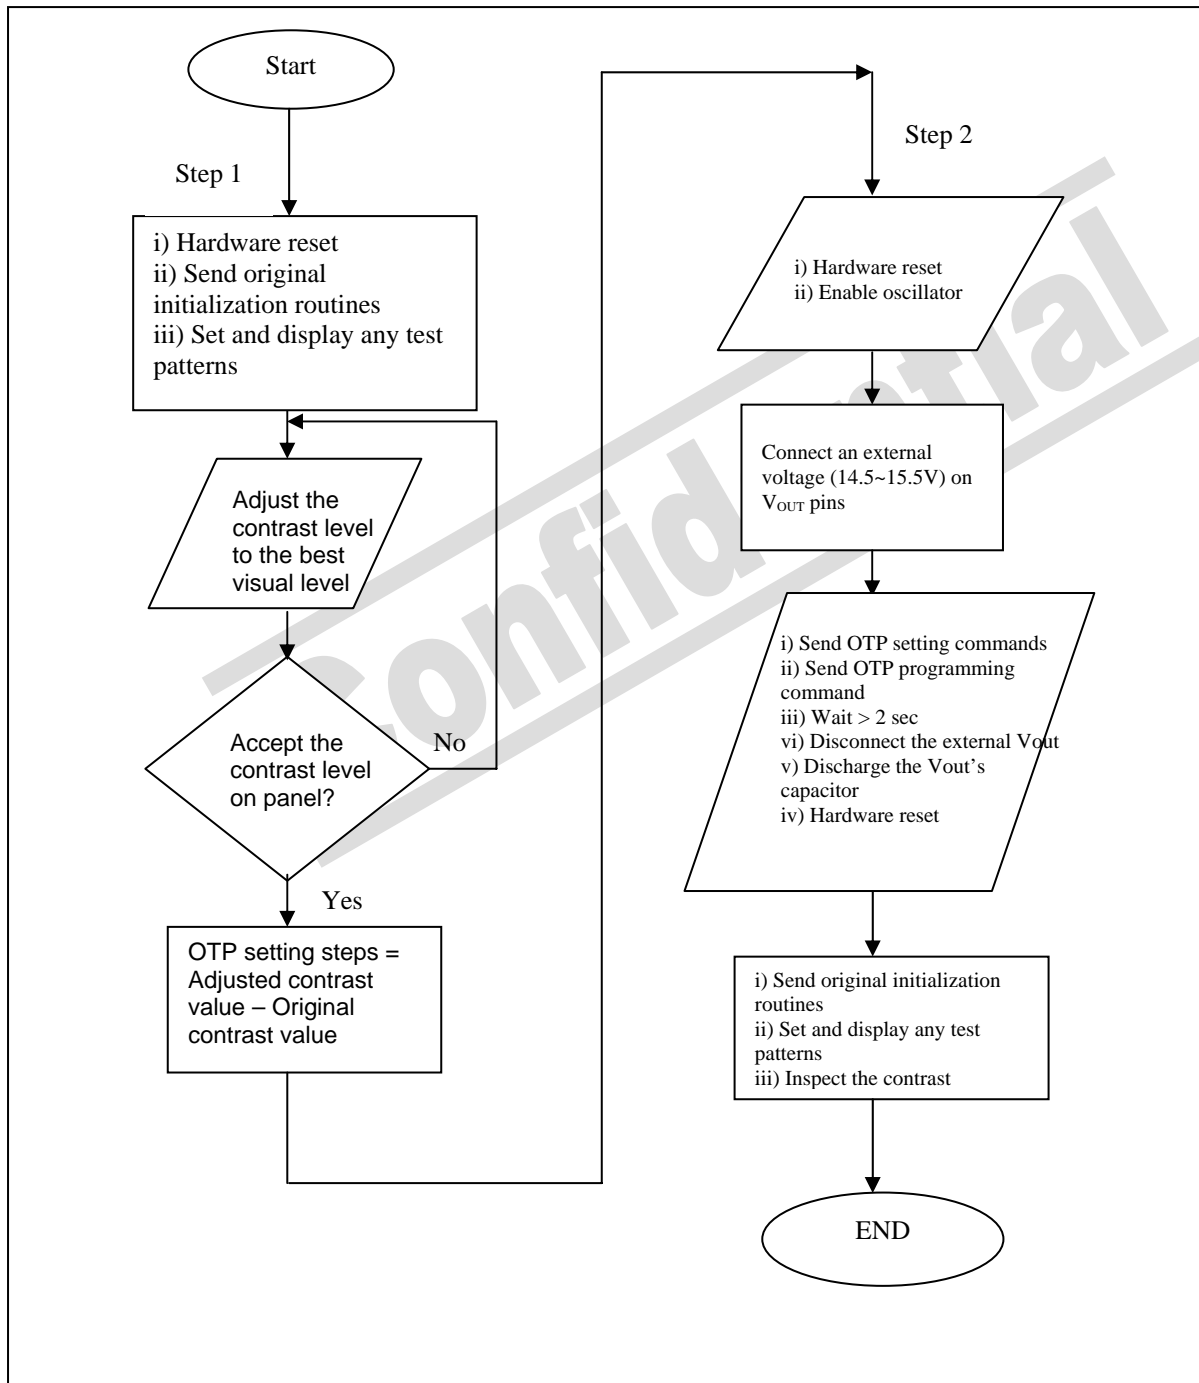 Start
Step 1
i) Hardware reset
ii) Send original
initialization routines
iii) Set and display any test
patterns
Adjust the
contrast level
to the best
visual level
Accept the
contrast level
on panel?
No
Yes
OTP setting steps =
Adjusted contrast
value – Original
contrast value
Step 2
i) Hardware reset
ii) Enable oscillator
Connect an external
voltage (14.5~15.5V) on
VOUT pins
i) Send OTP setting commands
ii) Send OTP programming
command
iii) Wait > 2 sec
vi) Disconnect the external Vout
v) Discharge the Vout’s
capacitor
iv) Hardware reset
i) Send original initialization
routines
ii) Set and display any test
patterns
iii) Inspect the contrast
END
Confidential